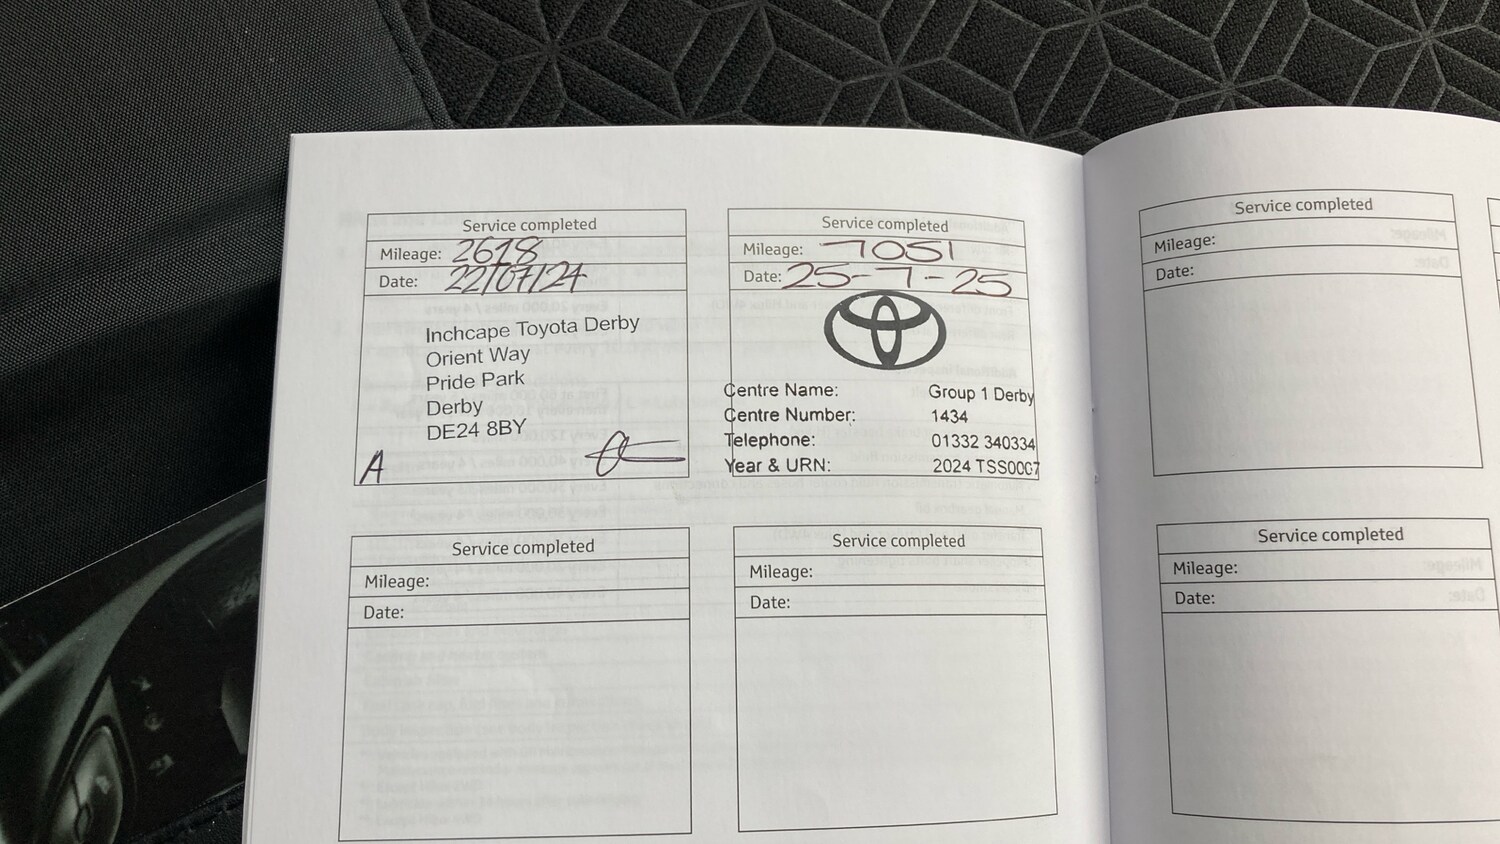 Service completed
Mileage: 2618
Date: 22/07/24
Inchcape Toyota Derby
Orient Way
Pride Park
Derby
DE24 8BY
A
Service completed
Mileage: 7051
Date: 25-7-25
Centre Name: Group 1 Derby
Centre Number: 1434
Telephone: 01332 340334
Year & URN: 2024 TSS0007
Service completed
Mileage:
Date:
Service completed
Mileage:
Date:
Service completed
Mileage:
Date:
Service completed
Mileage:
Date: